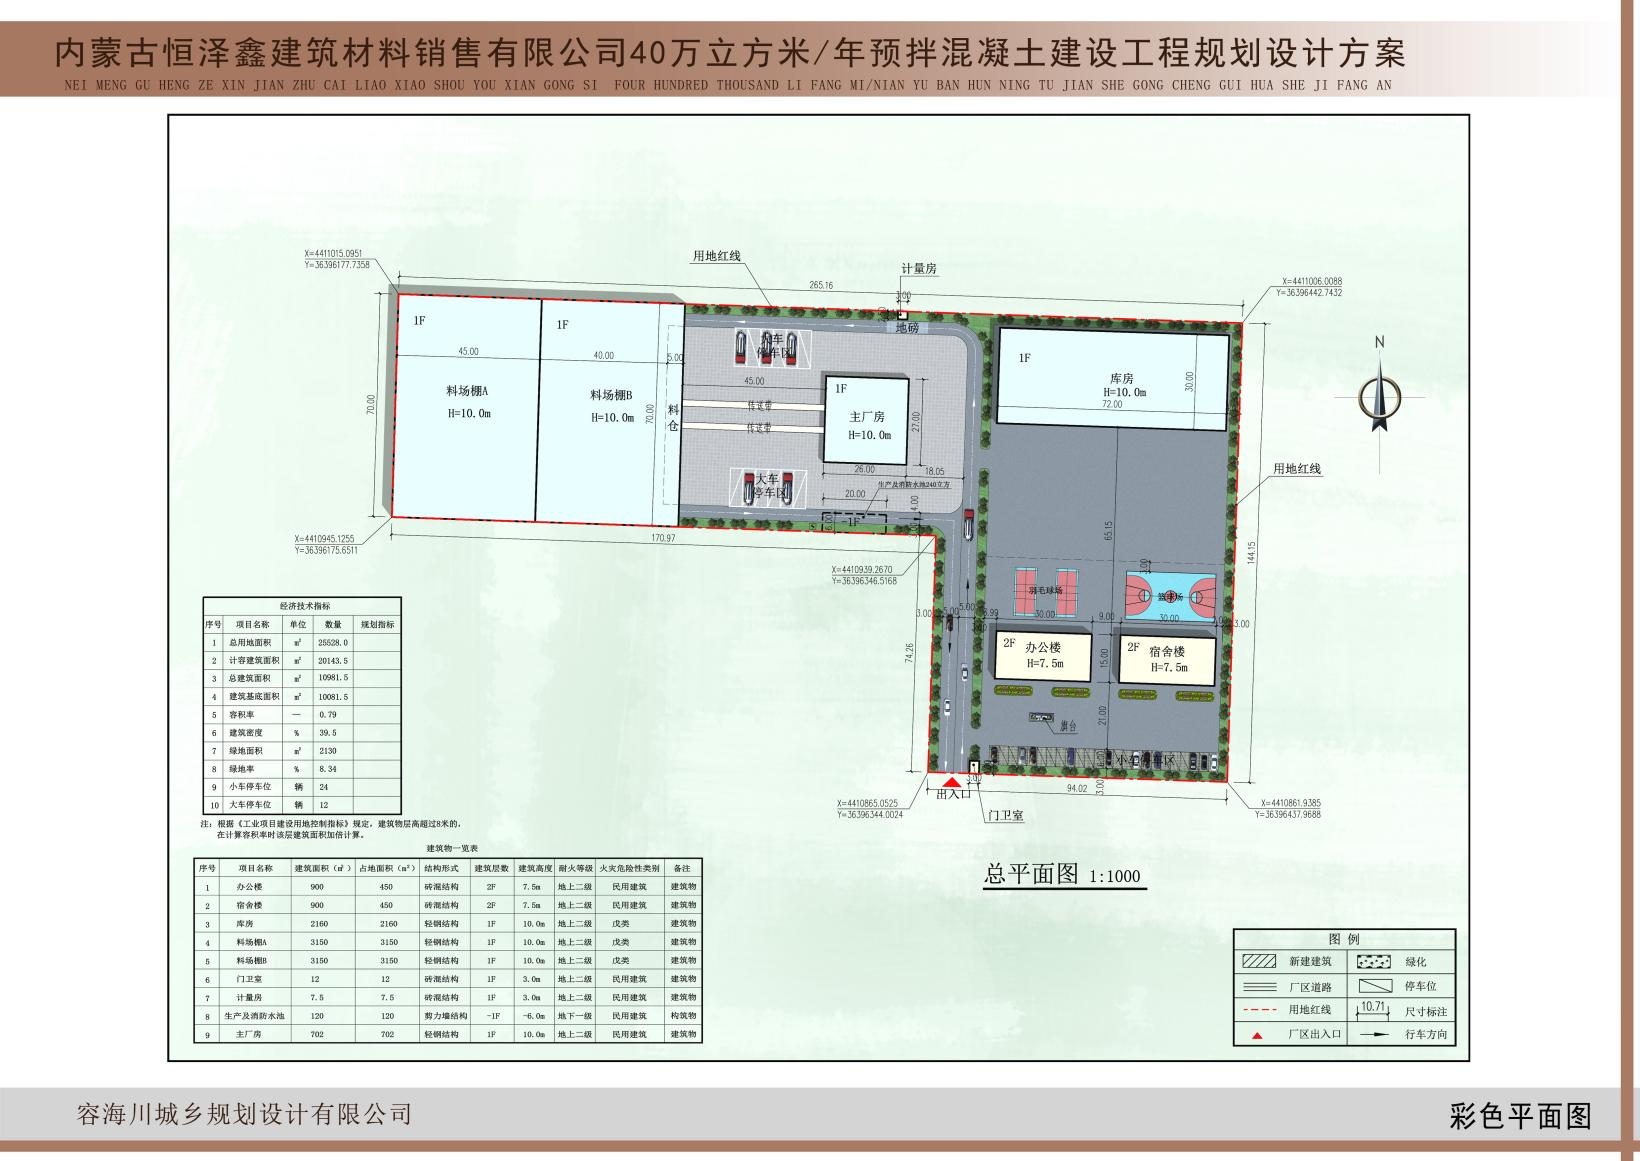 内蒙古恒泽鑫建筑材料销售有限公司40万立方米/年预拌混凝土建设工程规划设计方案
NEI MENG GU HENG ZE XIN JIAN ZHU CAI LIAO XIAO SHOU YOU XIAN GONG SI FOUR HUNDRED THOUSAND LI FANG MI/NIAN YU BAN HUN NING TU JIAN SHE GONG CHENG GUI HUA SHE JI FANG AN
X=4411015.0951
Y=36396177.7358
用地红线
计量房
265.16
3.00
X=4411006.0088
Y=36396442.7432
N
1F
1F
45.00
40.00
5.00
料场棚A
H=10.0m
料场棚B
H=10.0m
70.00
70.00
料仓
大车
停车区
地磅
45.00
传送带
传送带
1F
主厂房
H=10.0m
27.00
26.00
18.05
生产及消防水池240立方
20.00
4.00
6.00
-1F
大车
停车区
1F
库房
H=10.0m
72.00
30.00
用地红线
65.15
144.15
X=4410945.1255
Y=36396175.6511
170.97
X=4410939.2670
Y=36396346.5168
羽毛球场
30.00
篮球场
30.00
3.00
3.00 5.00 5.00 3.99
9.00
3.00
2F 办公楼
H=7.5m
15.00
2F 宿舍楼
H=7.5m
74.26
21.00
旗台
小车停车区
3.00
出入口
94.02
3.00
门卫室
X=4410865.0525
Y=36396344.0024
X=4410861.9385
Y=36396437.9688
总平面图 1:1000
经济技术指标
序号 项目名称 单位 数量 规划指标
1 总用地面积 ㎡ 25528.0
2 计容建筑面积 ㎡ 20143.5
3 总建筑面积 ㎡ 10981.5
4 建筑基底面积 ㎡ 10081.5
5 容积率 — 0.79
6 建筑密度 % 39.5
7 绿地面积 ㎡ 2130
8 绿地率 % 8.34
9 小车停车位 辆 24
10 大车停车位 辆 12
注: 根据《工业项目建设用地控制指标》规定, 建筑物层高超过8米的,
在计算容积率时该层建筑面积加倍计算。
建筑物一览表
序号 项目名称 建筑面积（㎡） 占地面积（㎡） 结构形式 建筑层数 建筑高度 耐火等级 火灾危险性类别 备注
1 办公楼 900 450 砖混结构 2F 7.5m 地上二级 民用建筑 建筑物
2 宿舍楼 900 450 砖混结构 2F 7.5m 地上二级 民用建筑 建筑物
3 库房 2160 2160 轻钢结构 1F 10.0m 地上二级 戊类 建筑物
4 料场棚A 3150 3150 轻钢结构 1F 10.0m 地上二级 戊类 建筑物
5 料场棚B 3150 3150 轻钢结构 1F 10.0m 地上二级 戊类 建筑物
6 门卫室 12 12 砖混结构 1F 3.0m 地上二级 民用建筑 建筑物
7 计量房 7.5 7.5 砖混结构 1F 3.0m 地上二级 民用建筑 建筑物
8 生产及消防水池 120 120 剪力墙结构 -1F -6.0m 地下一级 民用建筑 构筑物
9 主厂房 702 702 轻钢结构 1F 10.0m 地上二级 民用建筑 建筑物
图 例
新建建筑 绿化
厂区道路 停车位
用地红线 10.71 尺寸标注
厂区出入口 行车方向
容海川城乡规划设计有限公司
彩色平面图